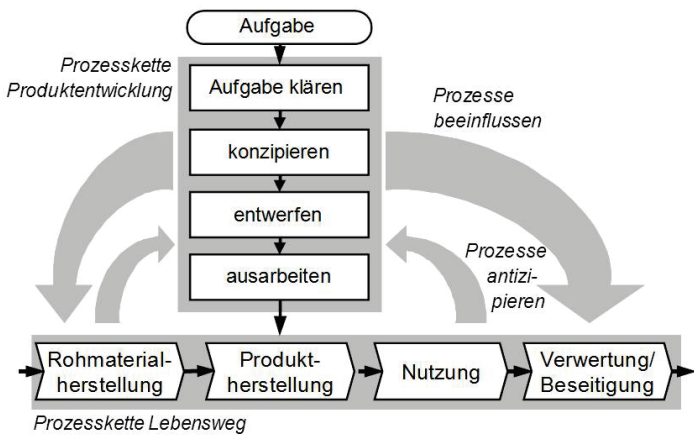 Aufgabe
Prozesskette
Produktentwicklung
Aufgabe klären
konzipieren
entwerfen
ausarbeiten
Prozesse
beeinflussen
Prozesse
antizi-
pieren
Rohmaterial-
herstellung
Produkt-
herstellung
Nutzung
Verwertung/
Beseitigung
Prozesskette Lebensweg